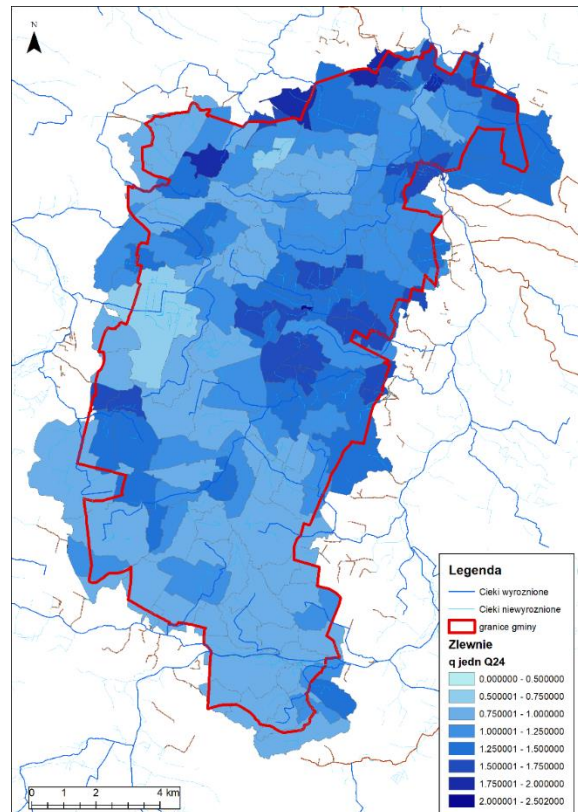 N
Legenda
Cieki wyroznione
Cieki niewyroznione
granice gminy
Zlewnie
q jedn Q24
0.000000 - 0.500000
0.500001 - 0.750000
0.750001 - 1.000000
1.000001 - 1.250000
1.250001 - 1.500000
1.500001 - 1.750000
1.750001 - 2.000000
2.000001 - 2.502000
0 1 2 4 km